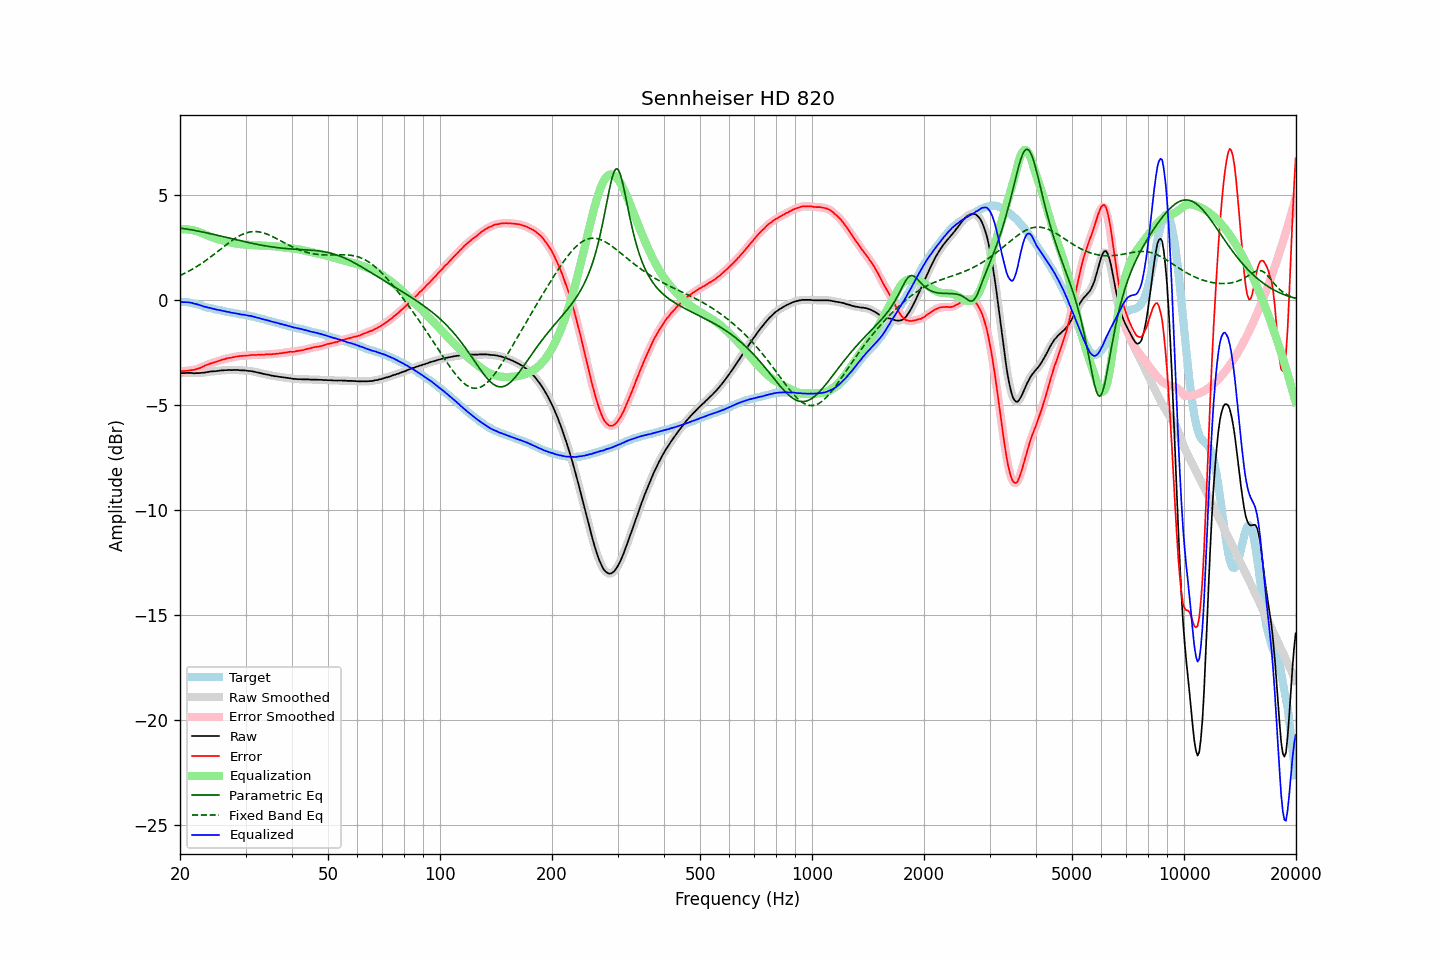 Sennheiser HD 820
Amplitude (dBr)
5
0
−5
−10
−15
−20
−25
Target
Raw Smoothed
Error Smoothed
Raw
Error
Equalization
Parametric Eq
Fixed Band Eq
Equalized
20 50 100 200 500 1000 2000 5000 10000 20000
Frequency (Hz)